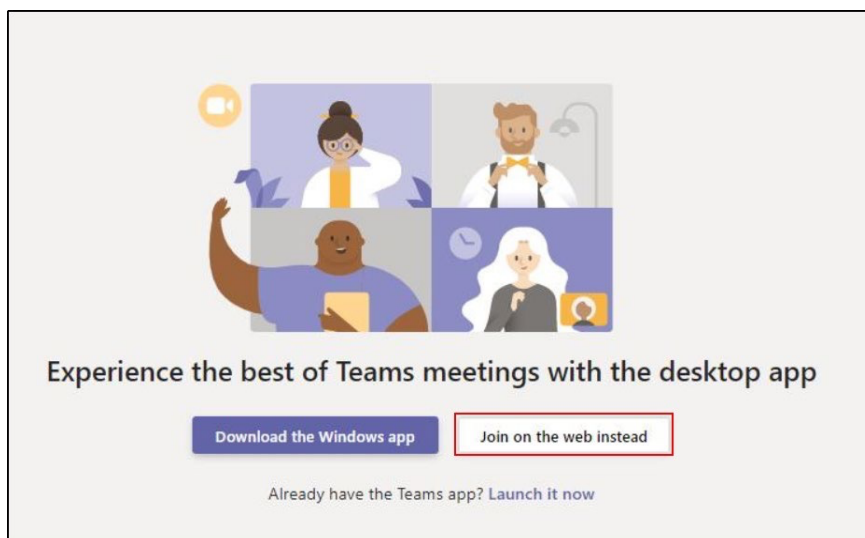 Experience the best of Teams meetings with the desktop app
Download the Windows app
Join on the web instead
Already have the Teams app? Launch it now